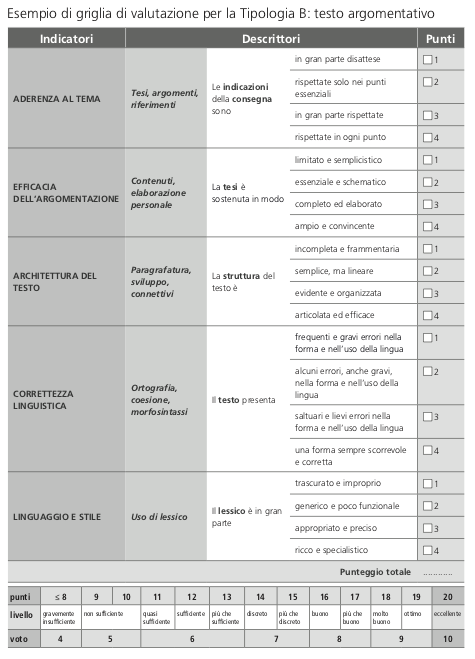 Esempio di griglia di valutazione per la Tipologia B: testo argomentativo
Indicatori Descrittori Punti
ADERENZA AL TEMA
Tesi, argomenti,
riferimenti
Le indicazioni
della consegna
sono
in gran parte disattese
1
rispettate solo nei punti
essenziali
2
in gran parte rispettate
3
rispettate in ogni punto
4
EFFICACIA
DELL'ARGOMENTAZIONE
Contenuti,
elaborazione
personale
La tesi è
sostenuta in modo
limitato e semplicistico
1
essenziale e schematico
2
completo ed elaborato
3
ampio e convincente
4
ARCHITETTURA DEL
TESTO
Paragrafatura,
sviluppo,
connettivi
La struttura del
testo è
incompleta e frammentaria
1
semplice, ma lineare
2
evidente e organizzata
3
articolata ed efficace
4
CORRETTEZZA
LINGUISTICA
Ortografia,
coesione,
morfosintassi
Il testo presenta
frequenti e gravi errori nella
forma e nell'uso della lingua
1
alcuni errori, anche gravi,
nella forma e nell'uso della
lingua
2
saltuari e lievi errori nella
forma e nell'uso della lingua
3
una forma sempre scorrevole
e corretta
4
LINGUAGGIO E STILE
Uso di lessico
Il lessico è in gran
parte
trascurato e improprio
1
generico e poco funzionale
2
appropriato e preciso
3
ricco e specialistico
4
Punteggio totale ............
punti ≤ 8 9 10 11 12 13 14 15 16 17 18 19 20
livello
gravemente
insufficiente
non sufficiente
quasi
sufficiente
sufficiente
più che
sufficiente
discreto
più che
discreto
buono
più che
buono
molto
buono
ottimo
eccellente
voto 4 5 6 7 8 9 10